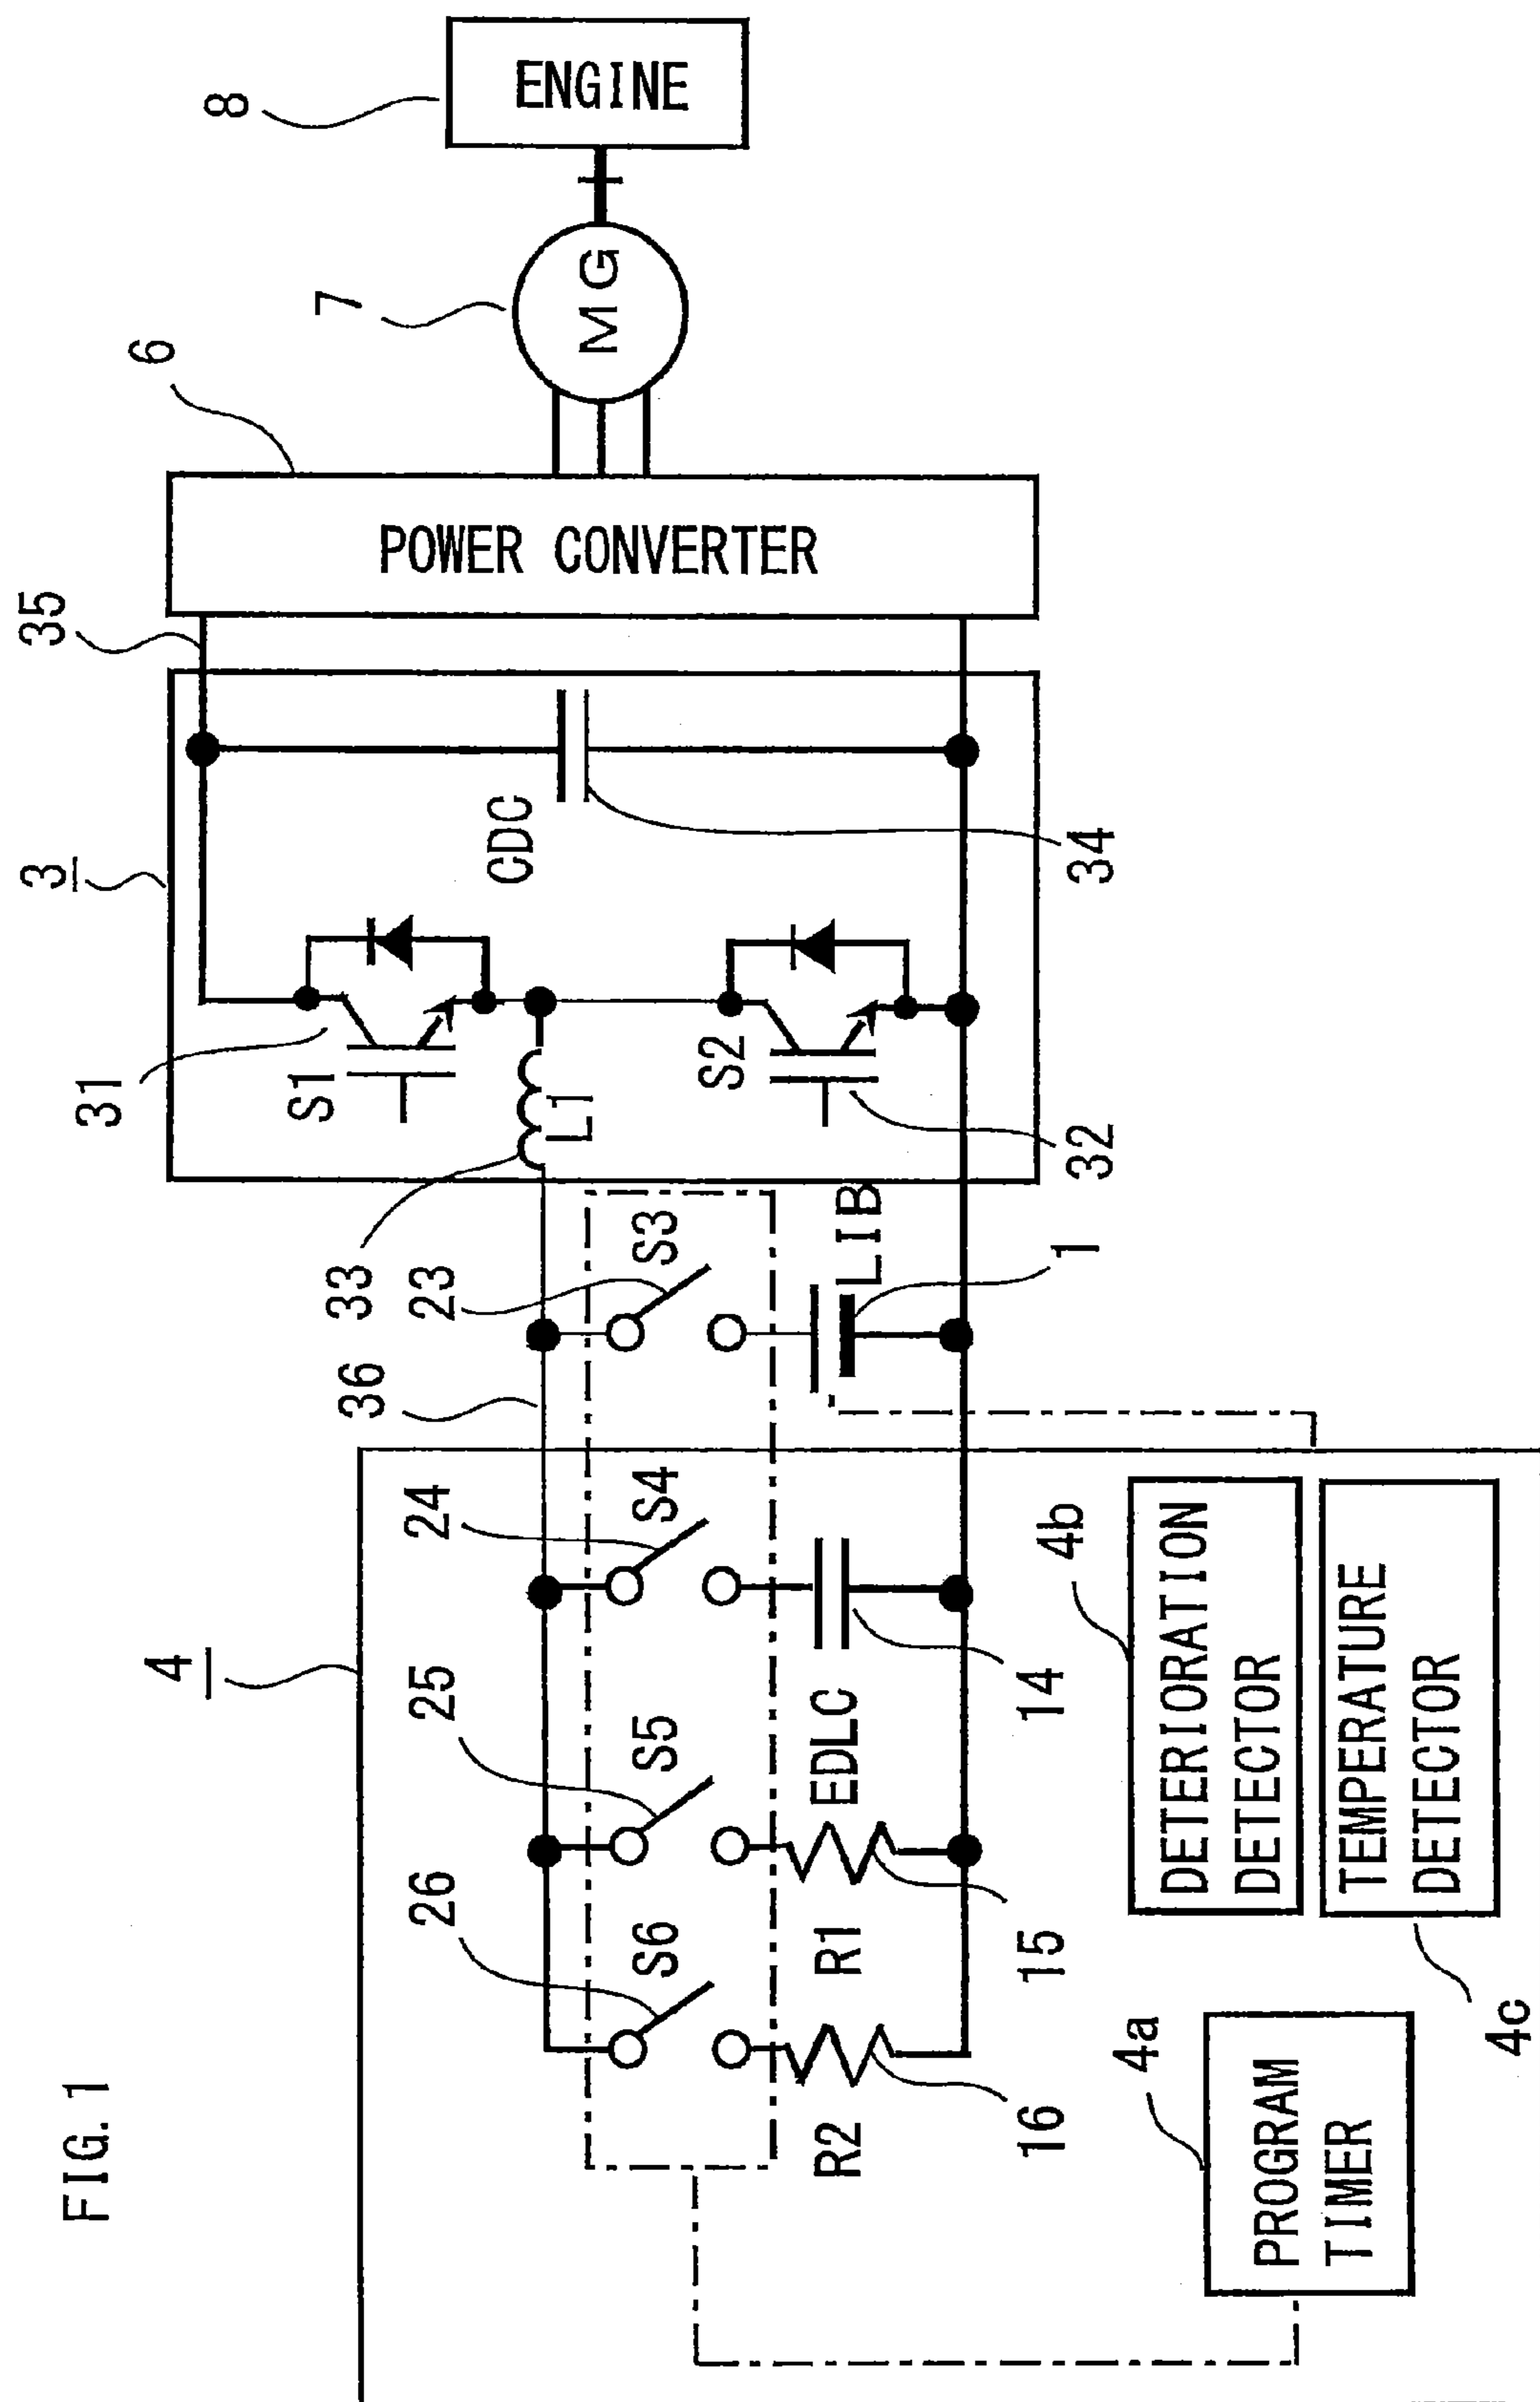 FIG.1
4
36
33
3
35
6
7
8
26
25
24
23
31
S6
S5
S4
S3
S1
L1
CDC
POWER CONVERTER
MG
ENGINE
R2
R1
EDLC
LIB
S2
16
15
14
1
32
34
4a
PROGRAM
TIMER
4b
DETERIORATION
DETECTOR
TEMPERATURE
DETECTOR
4c